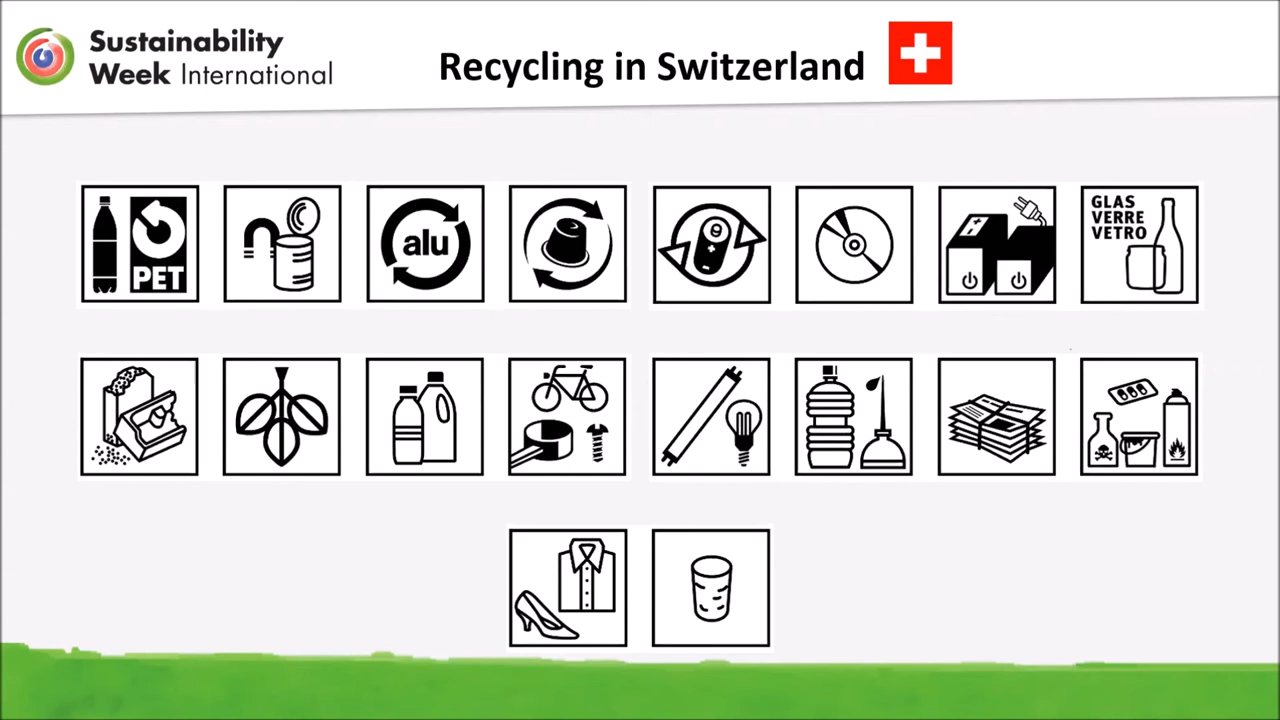 Sustainability
Week International
Recycling in Switzerland
PET
alu
GLAS
VERRE
VETRO